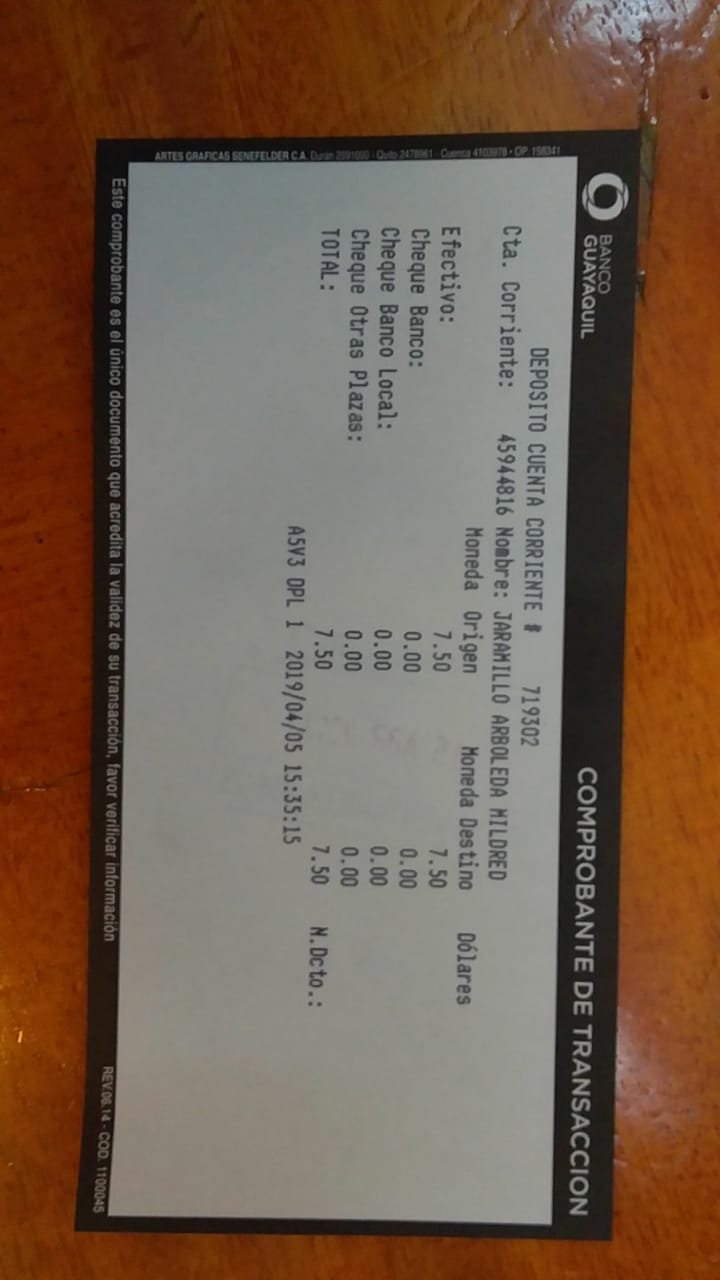 BANCO
GUAYAQUIL
COMPROBANTE DE TRANSACCION
DEPOSITO CUENTA CORRIENTE # 719302
Cta. Corriente: 45944816 Nombre: JARAMILLO ARBOLEDA MILDRED
Moneda Origen Moneda Destino Dólares
Efectivo: 7.50 7.50
Cheque Banco: 0.00 0.00
Cheque Banco Local: 0.00 0.00
Cheque Otras Plazas: 0.00 0.00
TOTAL: 7.50 7.50 N.Dcto.:
A5V3 DPL 1 2019/04/05 15:35:15
Este comprobante es el único documento que acredita la validez de su transacción, favor verificar información
REV.06.14 - COD. 1100045
ARTES GRAFICAS SENEFELDER C.A.